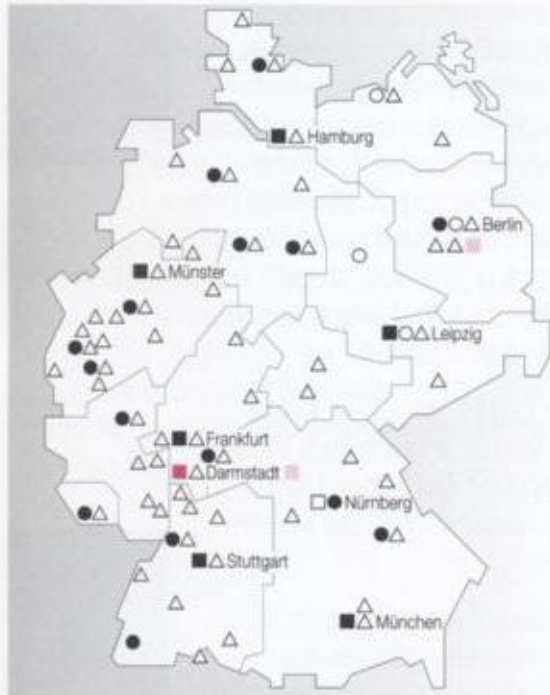 Hamburg
Berlin
Münster
Leipzig
Frankfurt
Darmstadt
Nürnberg
Stuttgart
München